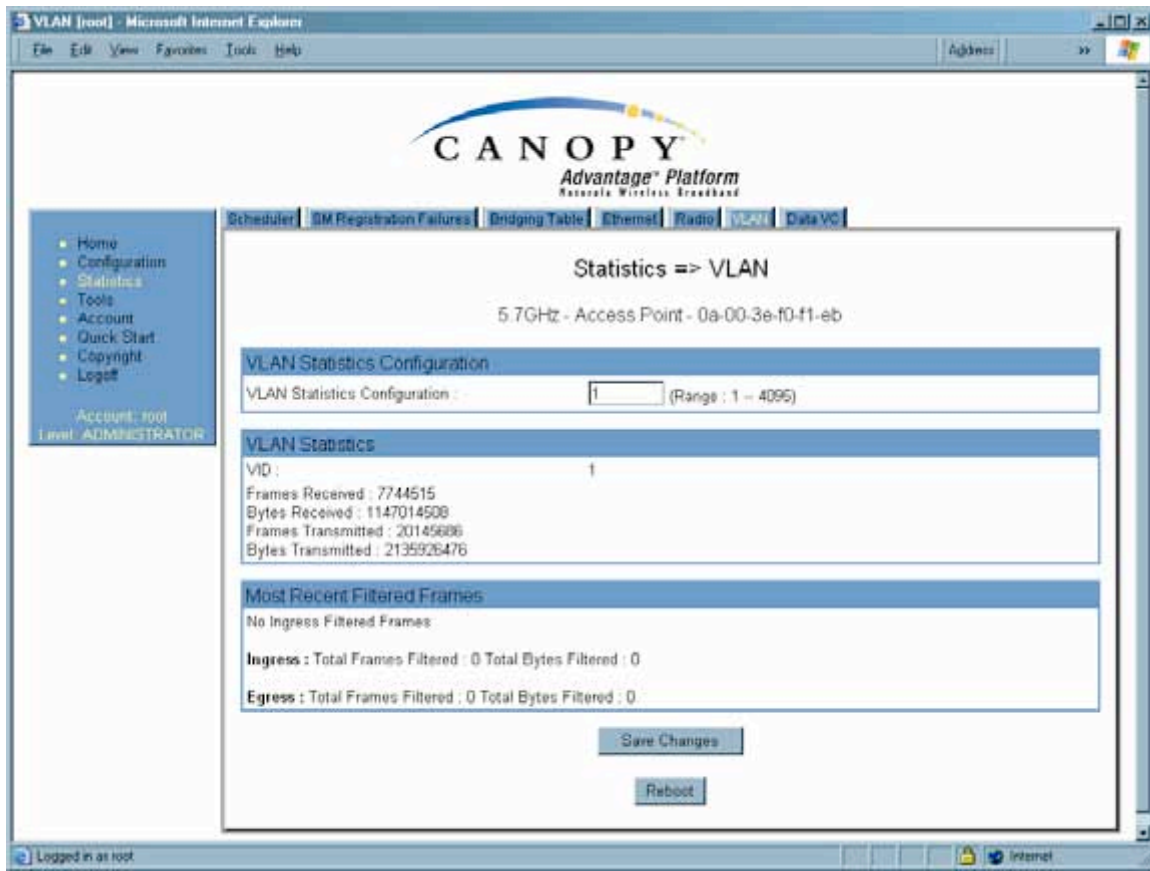 VLAN [root] - Microsoft Internet Explorer
File Edit View Favorites Tools Help
Address
CANOPY
Advantage™ Platform
Motorola Wireless Broadband
Scheduler SM Registration Failures Bridging Table Ethernet Radio VLAN Data VC
Home
Configuration
Statistics
Tools
Account
Quick Start
Copyright
Logoff
Account: root
Level: ADMINISTRATOR
Statistics => VLAN
5.7GHz - Access Point - 0a-00-3e-f0-f1-eb
VLAN Statistics Configuration
VLAN Statistics Configuration : 1 (Range : 1 -- 4095)
VLAN Statistics
VID : 1
Frames Received : 7744515
Bytes Received : 1147014508
Frames Transmitted : 20145686
Bytes Transmitted : 2135926476
Most Recent Filtered Frames
No Ingress Filtered Frames
Ingress : Total Frames Filtered : 0 Total Bytes Filtered : 0
Egress : Total Frames Filtered : 0 Total Bytes Filtered : 0
Save Changes
Reboot
Logged in as root
Internet